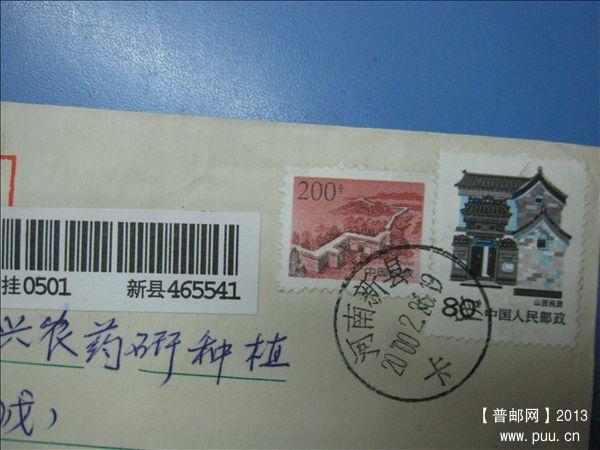 200分
中国邮政
山西民居
80分
中国人民邮政
挂0501 新县465541
河南新县
2000.2.28.19
兴农药研种植
【普邮网】2013
www.puu.cn